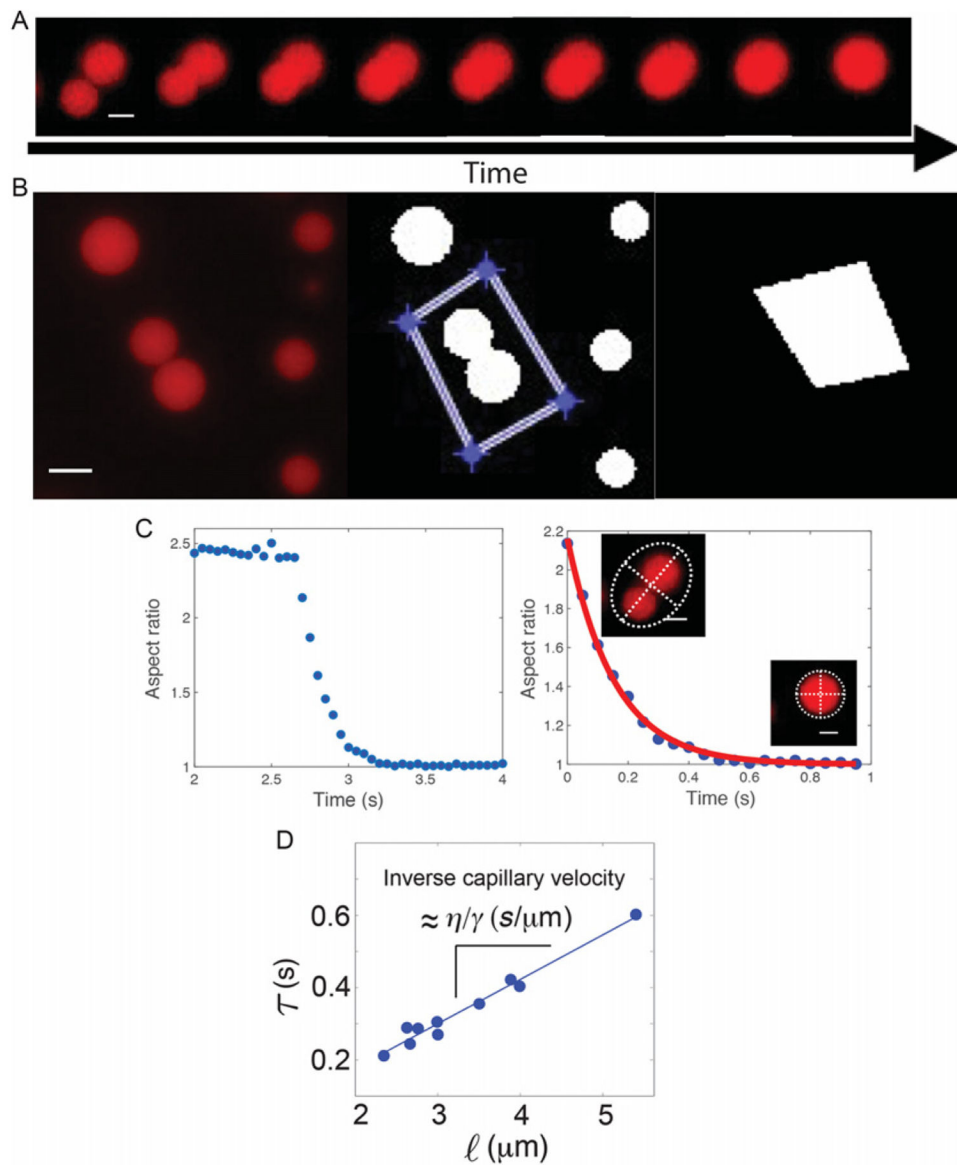 A
Time
B
C
Aspect ratio
2.5
2
1.5
1
2 2.5 3 3.5 4
Time (s)
Aspect ratio
2.2
2
1.8
1.6
1.4
1.2
1
0 0.2 0.4 0.6 0.8 1
Time (s)
D
Inverse capillary velocity
≈ η/γ (s/μm)
τ (s)
0.6
0.4
0.2
2 3 4 5
ℓ (μm)